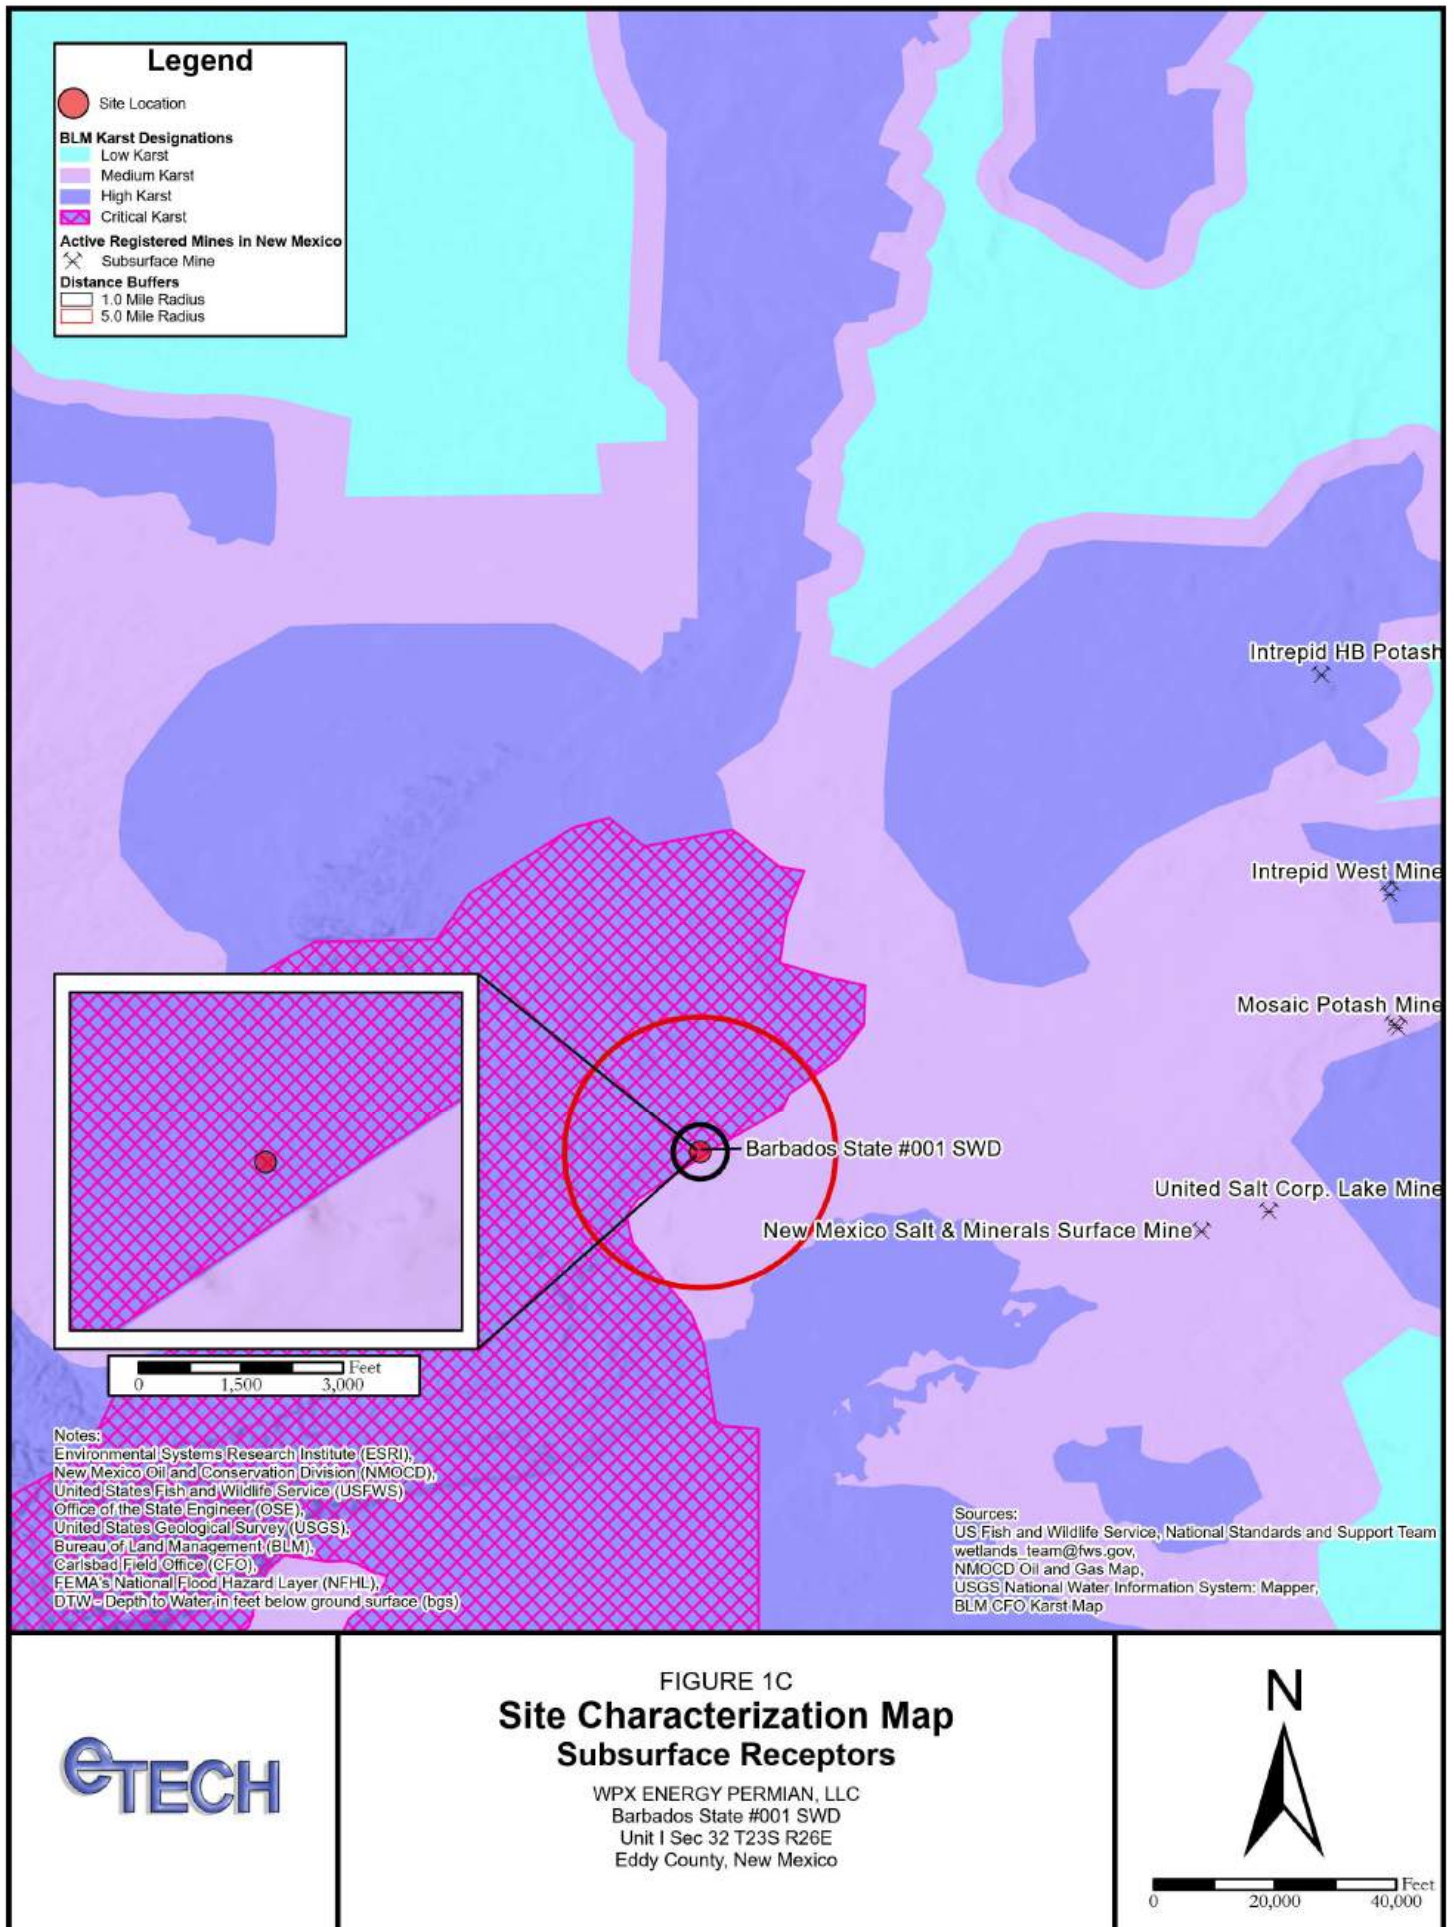 Legend
Site Location
BLM Karst Designations
Low Karst
Medium Karst
High Karst
Critical Karst
Active Registered Mines in New Mexico
Subsurface Mine
Distance Buffers
1.0 Mile Radius
5.0 Mile Radius
Intrepid HB Potash
Intrepid West Mine
Mosaic Potash Mine
Barbados State #001 SWD
United Salt Corp. Lake Mine
New Mexico Salt & Minerals Surface Mine
Feet
0 1,500 3,000
Notes:
Environmental Systems Research Institute (ESRI),
New Mexico Oil and Conservation Division (NMOCD),
United States Fish and Wildlife Service (USFWS)
Office of the State Engineer (OSE),
United States Geological Survey (USGS),
Bureau of Land Management (BLM),
Carlsbad Field Office (CFO),
FEMA's National Flood Hazard Layer (NFHL),
DTW - Depth to Water in feet below ground surface (bgs)
Sources:
US Fish and Wildlife Service, National Standards and Support Team
wetlands_team@fws.gov,
NMOCD Oil and Gas Map,
USGS National Water Information System: Mapper,
BLM CFO Karst Map
eTECH
FIGURE 1C
Site Characterization Map
Subsurface Receptors
WPX ENERGY PERMIAN, LLC
Barbados State #001 SWD
Unit I Sec 32 T23S R26E
Eddy County, New Mexico
N
Feet
0 20,000 40,000